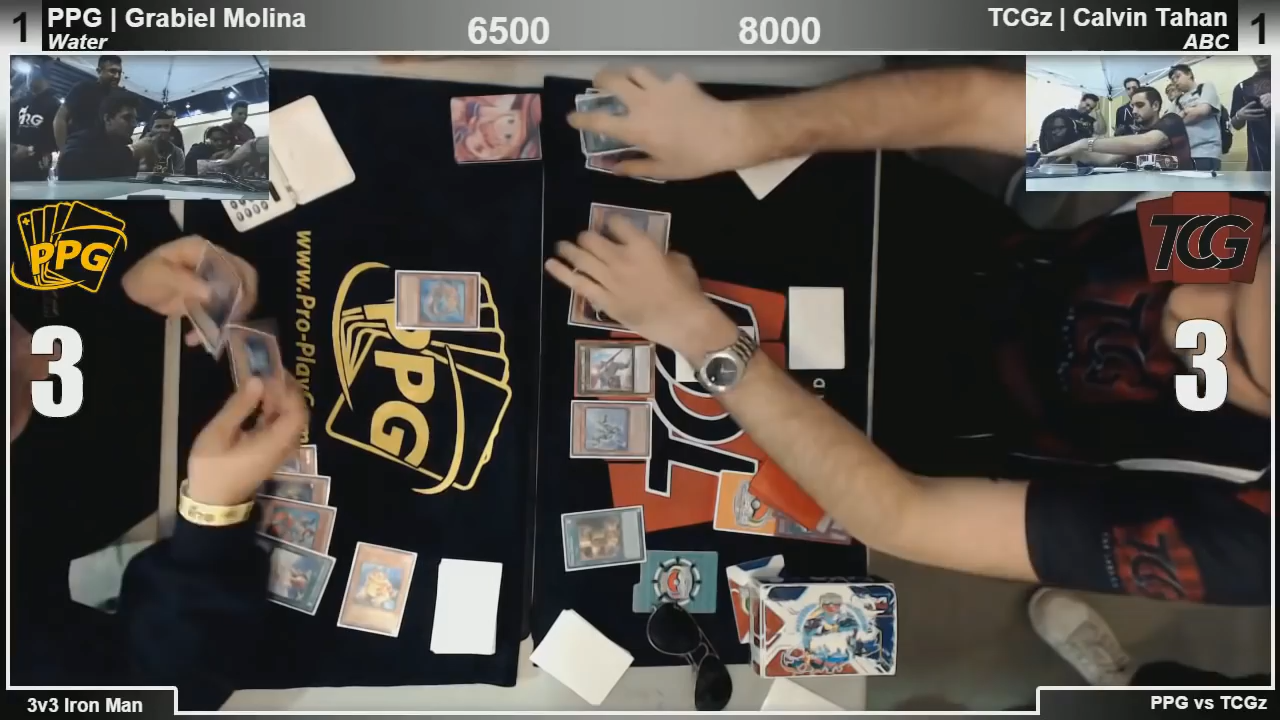 1
PPG | Grabiel Molina
Water
6500
8000
TCGz | Calvin Tahan
ABC
1
PPG
TCG
3
3
www.Pro-Play
PPG
3v3 Iron Man
PPG vs TCGz